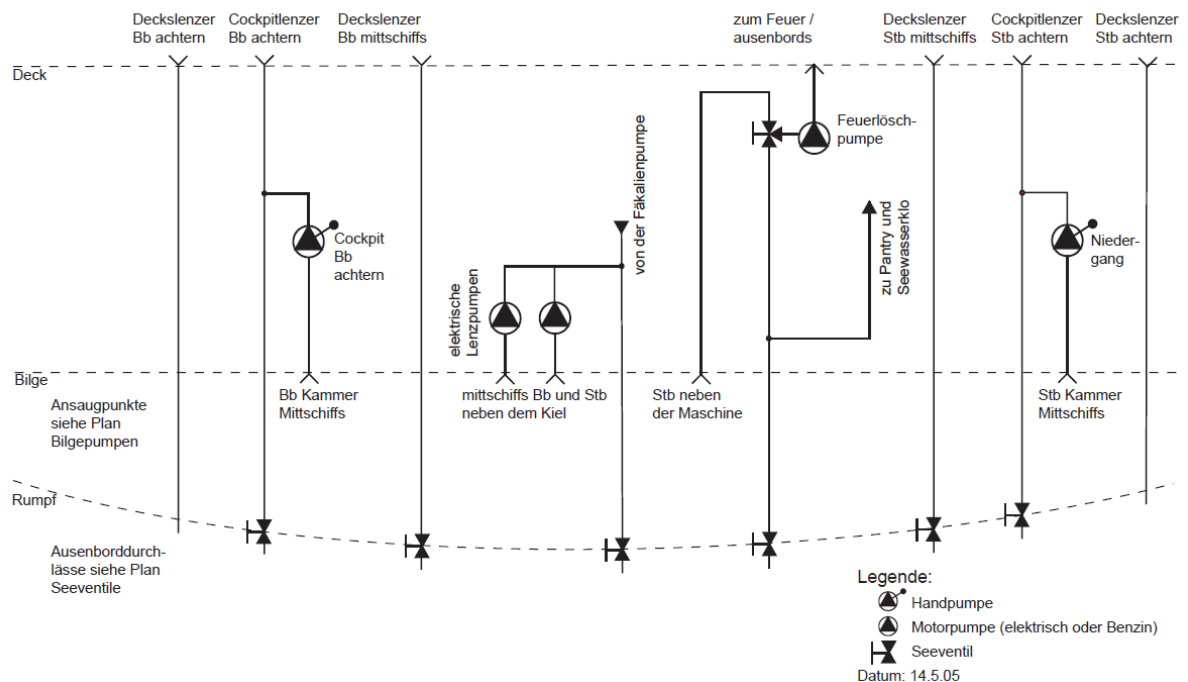 Deckslenzer
Bb achtern
Cockpitlenzer
Bb achtern
Deckslenzer
Bb mittschiffs
zum Feuer /
ausenbords
Deckslenzer
Stb mittschiffs
Cockpitlenzer
Stb achtern
Deckslenzer
Stb achtern
Deck
Feuerlösch-
pumpe
von der Fäkalienpumpe
zu Pantry und
Seewasserklo
Cockpit
Bb
achtern
elektrische
Lenzpumpen
Nieder-
gang
Bilge
Ansaugpunkte
siehe Plan
Bilgepumpen
Bb Kammer
Mittschiffs
mittschiffs Bb und Stb
neben dem Kiel
Stb neben
der Maschine
Stb Kammer
Mittschiffs
Rumpf
Ausenborddurch-
lässe siehe Plan
Seeventile
Legende:
Handpumpe
Motorpumpe (elektrisch oder Benzin)
Seeventil
Datum: 14.5.05